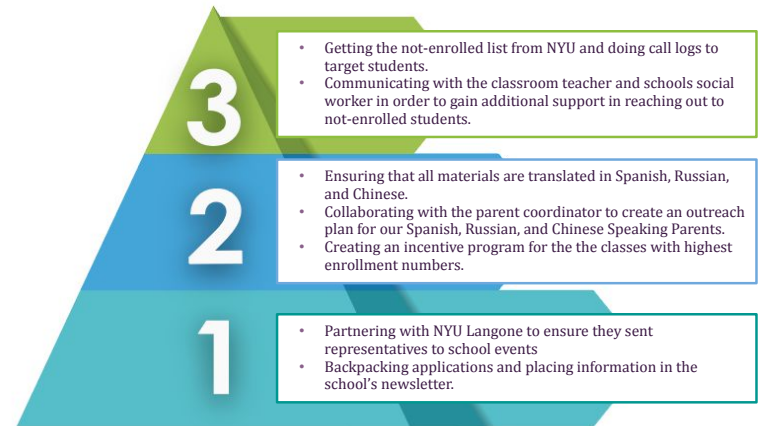 3
• Getting the not-enrolled list from NYU and doing call logs to
target students.
• Communicating with the classroom teacher and schools social
worker in order to gain additional support in reaching out to
not-enrolled students.
2
• Ensuring that all materials are translated in Spanish, Russian,
and Chinese.
• Collaborating with the parent coordinator to create an outreach
plan for our Spanish, Russian, and Chinese Speaking Parents.
• Creating an incentive program for the the classes with highest
enrollment numbers.
1
• Partnering with NYU Langone to ensure they sent
representatives to school events
• Backpacking applications and placing information in the
school’s newsletter.